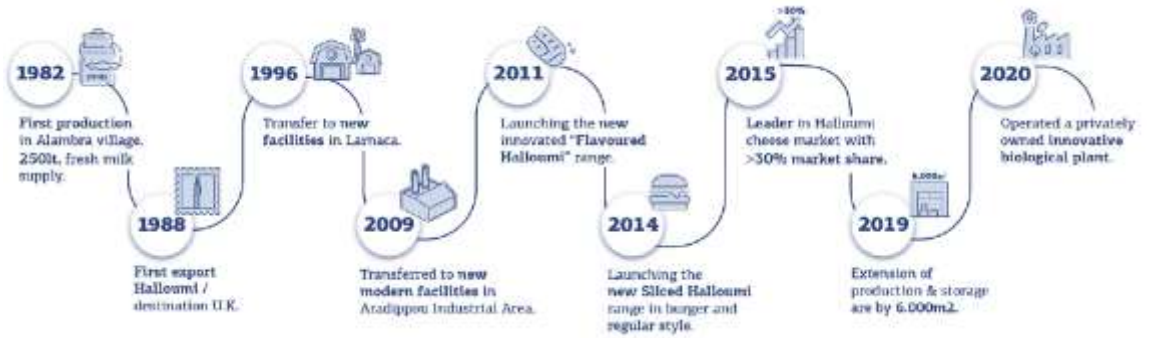 1982
First production
in Alambra village.
250lt, fresh milk
supply.
1988
First export
Halloumi /
destination U.K.
1996
Transfer to new
facilities in Larnaca.
2009
Transferred to new
modern facilities in
Aradippou Industrial Area.
2011
Launching the new
innovated "Flavoured
Halloumi" range.
2014
Launching the
new Sliced Halloumi
range in burger and
regular style.
>30%
2015
Leader in Halloumi
cheese market with
>30% market share.
6.000m²
2019
Extension of
production & storage
are by 6.000m2.
2020
Operated a privately
owned innovative
biological plant.